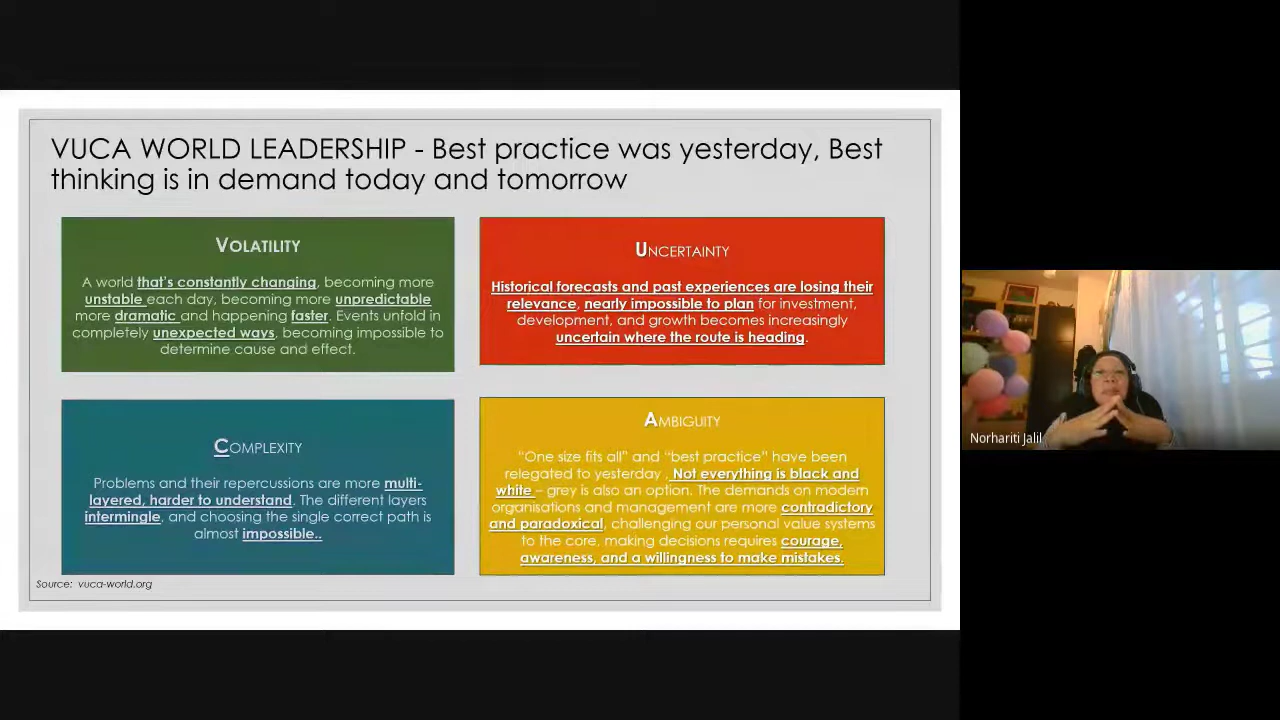 VUCA WORLD LEADERSHIP - Best practice was yesterday, Best
thinking is in demand today and tomorrow
VOLATILITY
A world that's constantly changing, becoming more
unstable each day, becoming more unpredictable
more dramatic and happening faster. Events unfold in
completely unexpected ways, becoming impossible to
determine cause and effect.
UNCERTAINTY
Historical forecasts and past experiences are losing their
relevance, nearly impossible to plan for investment,
development, and growth becomes increasingly
uncertain where the route is heading.
COMPLEXITY
Problems and their repercussions are more multi-
layered, harder to understand. The different layers
intermingle, and choosing the single correct path is
almost impossible..
AMBIGUITY
“One size fits all” and “best practice” have been
relegated to yesterday . Not everything is black and
white – grey is also an option. The demands on modern
organisations and management are more contradictory
and paradoxical, challenging our personal value systems
to the core, making decisions requires courage,
awareness, and a willingness to make mistakes.
Source: vuca-world.org
Norhariti Jalil